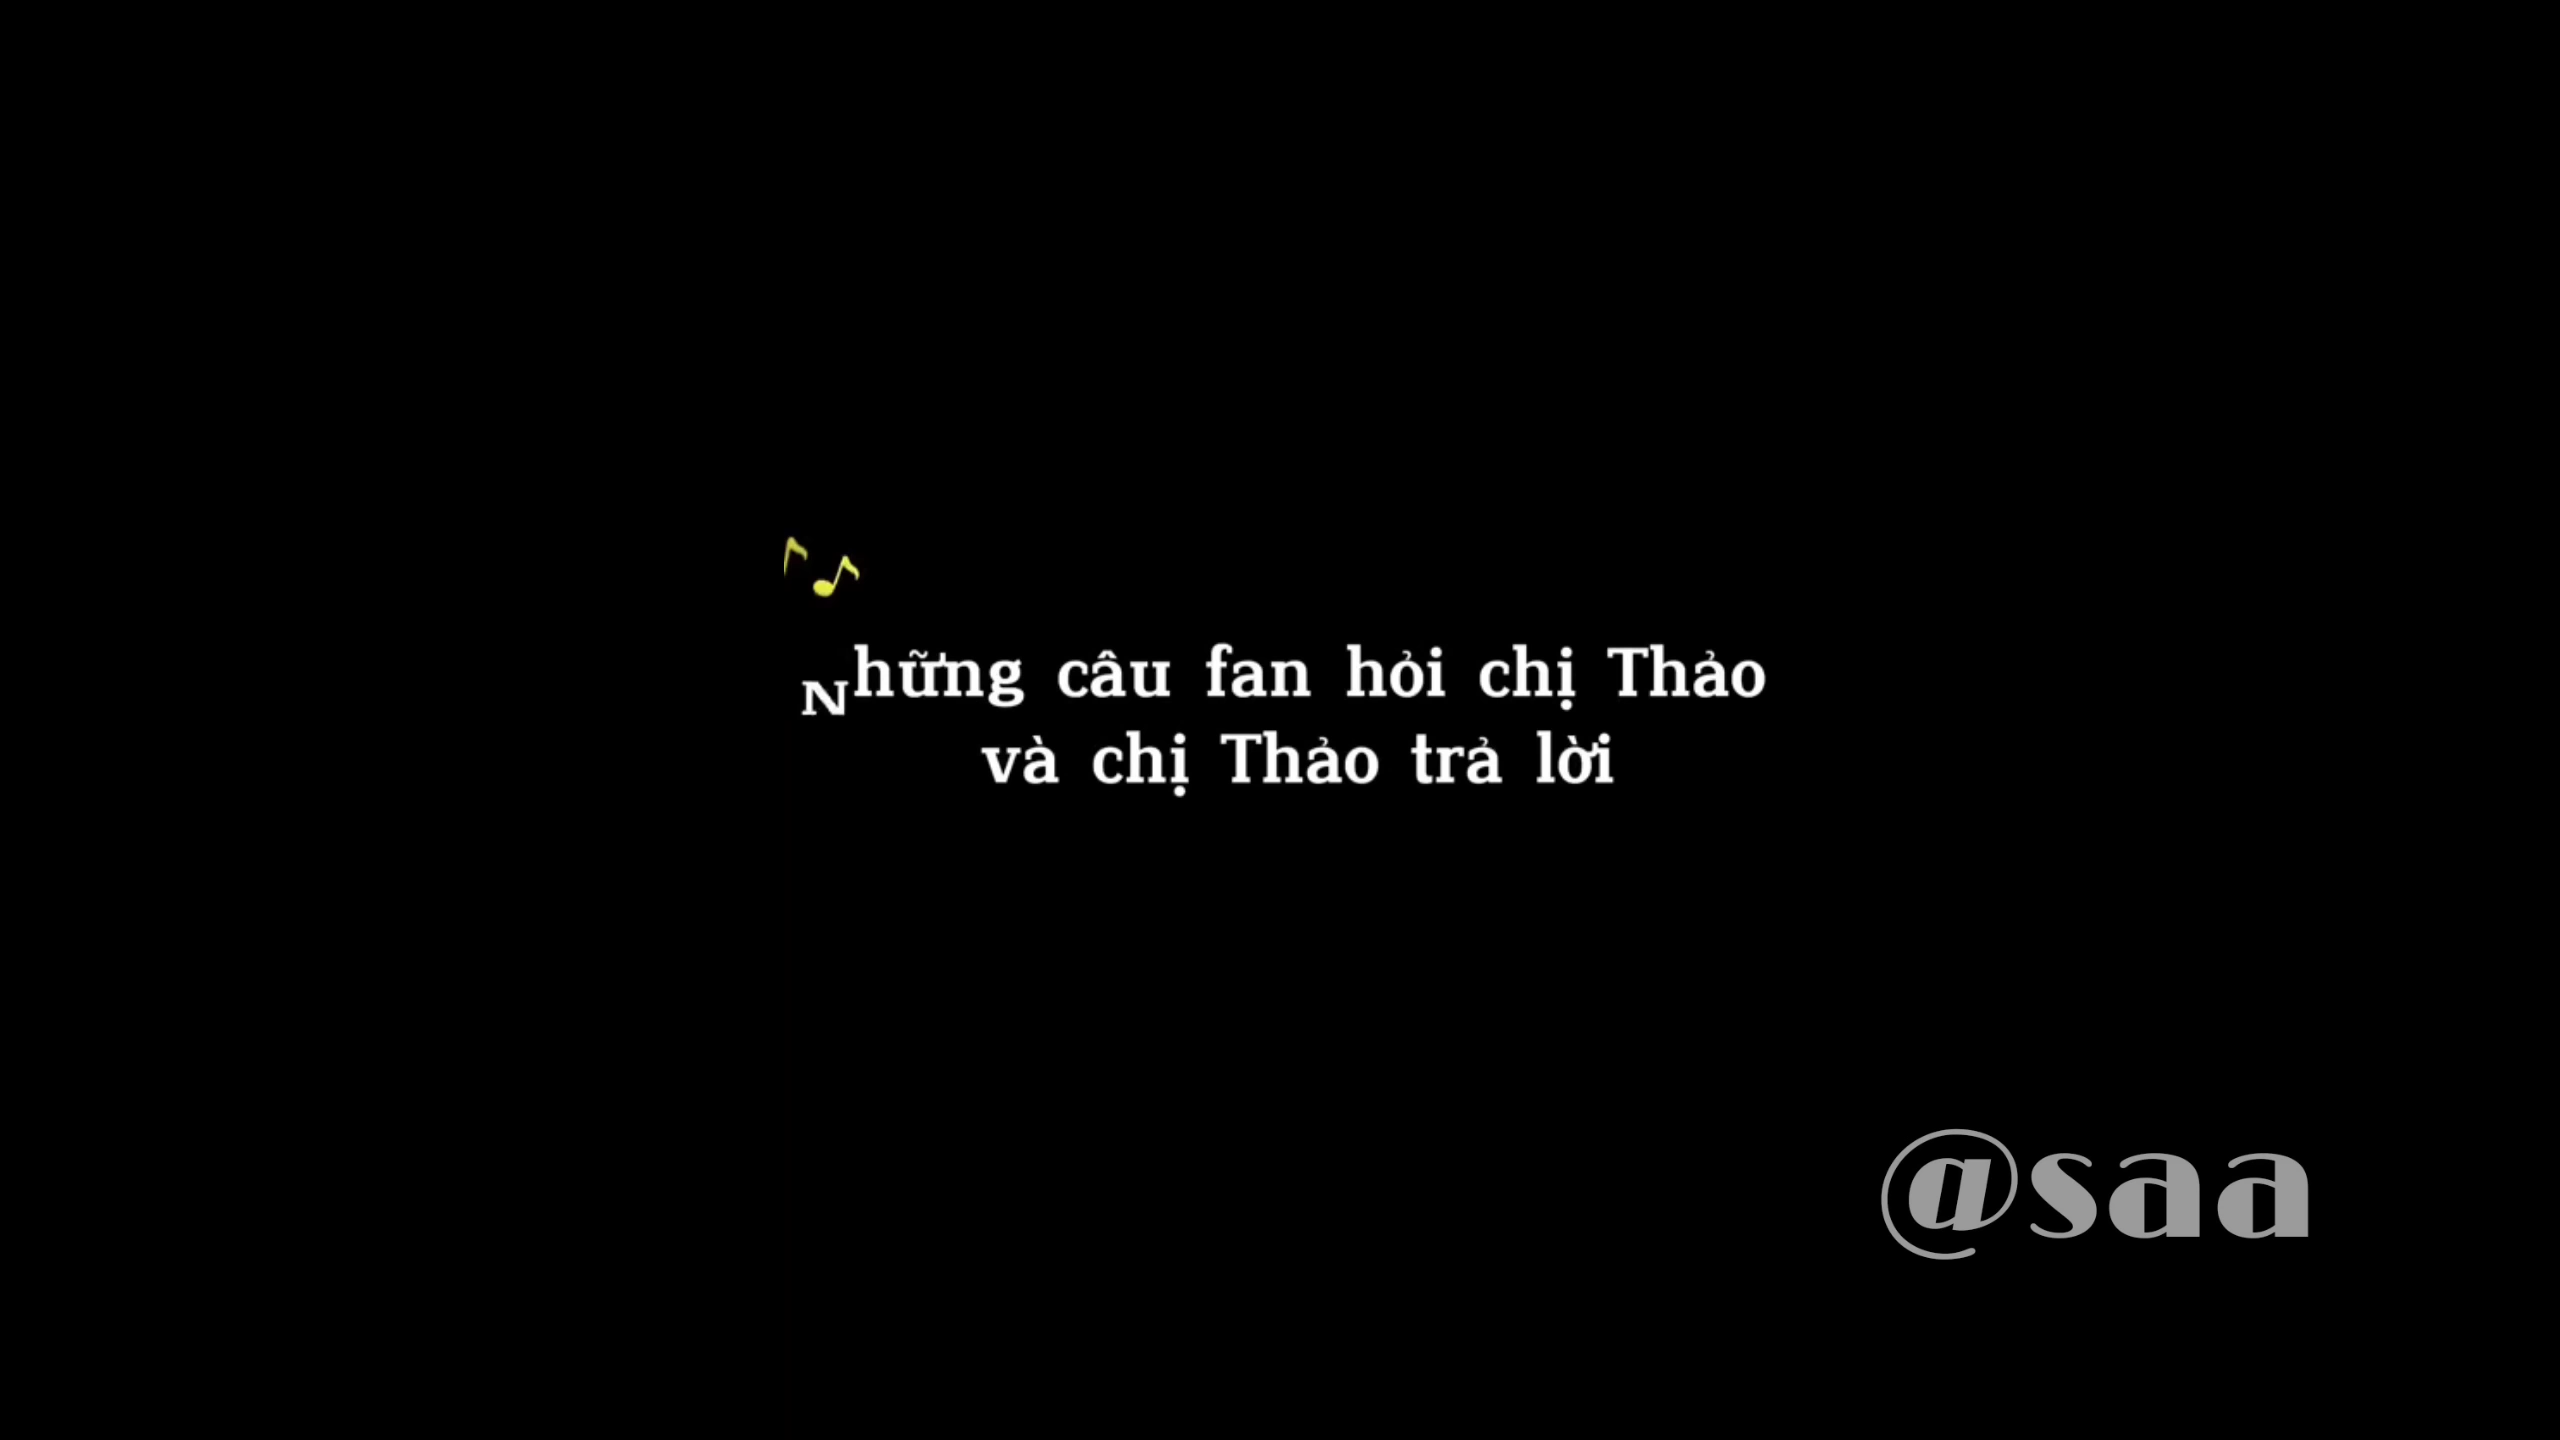 Những câu fan hỏi chị Thảo
và chị Thảo trả lời
@saa